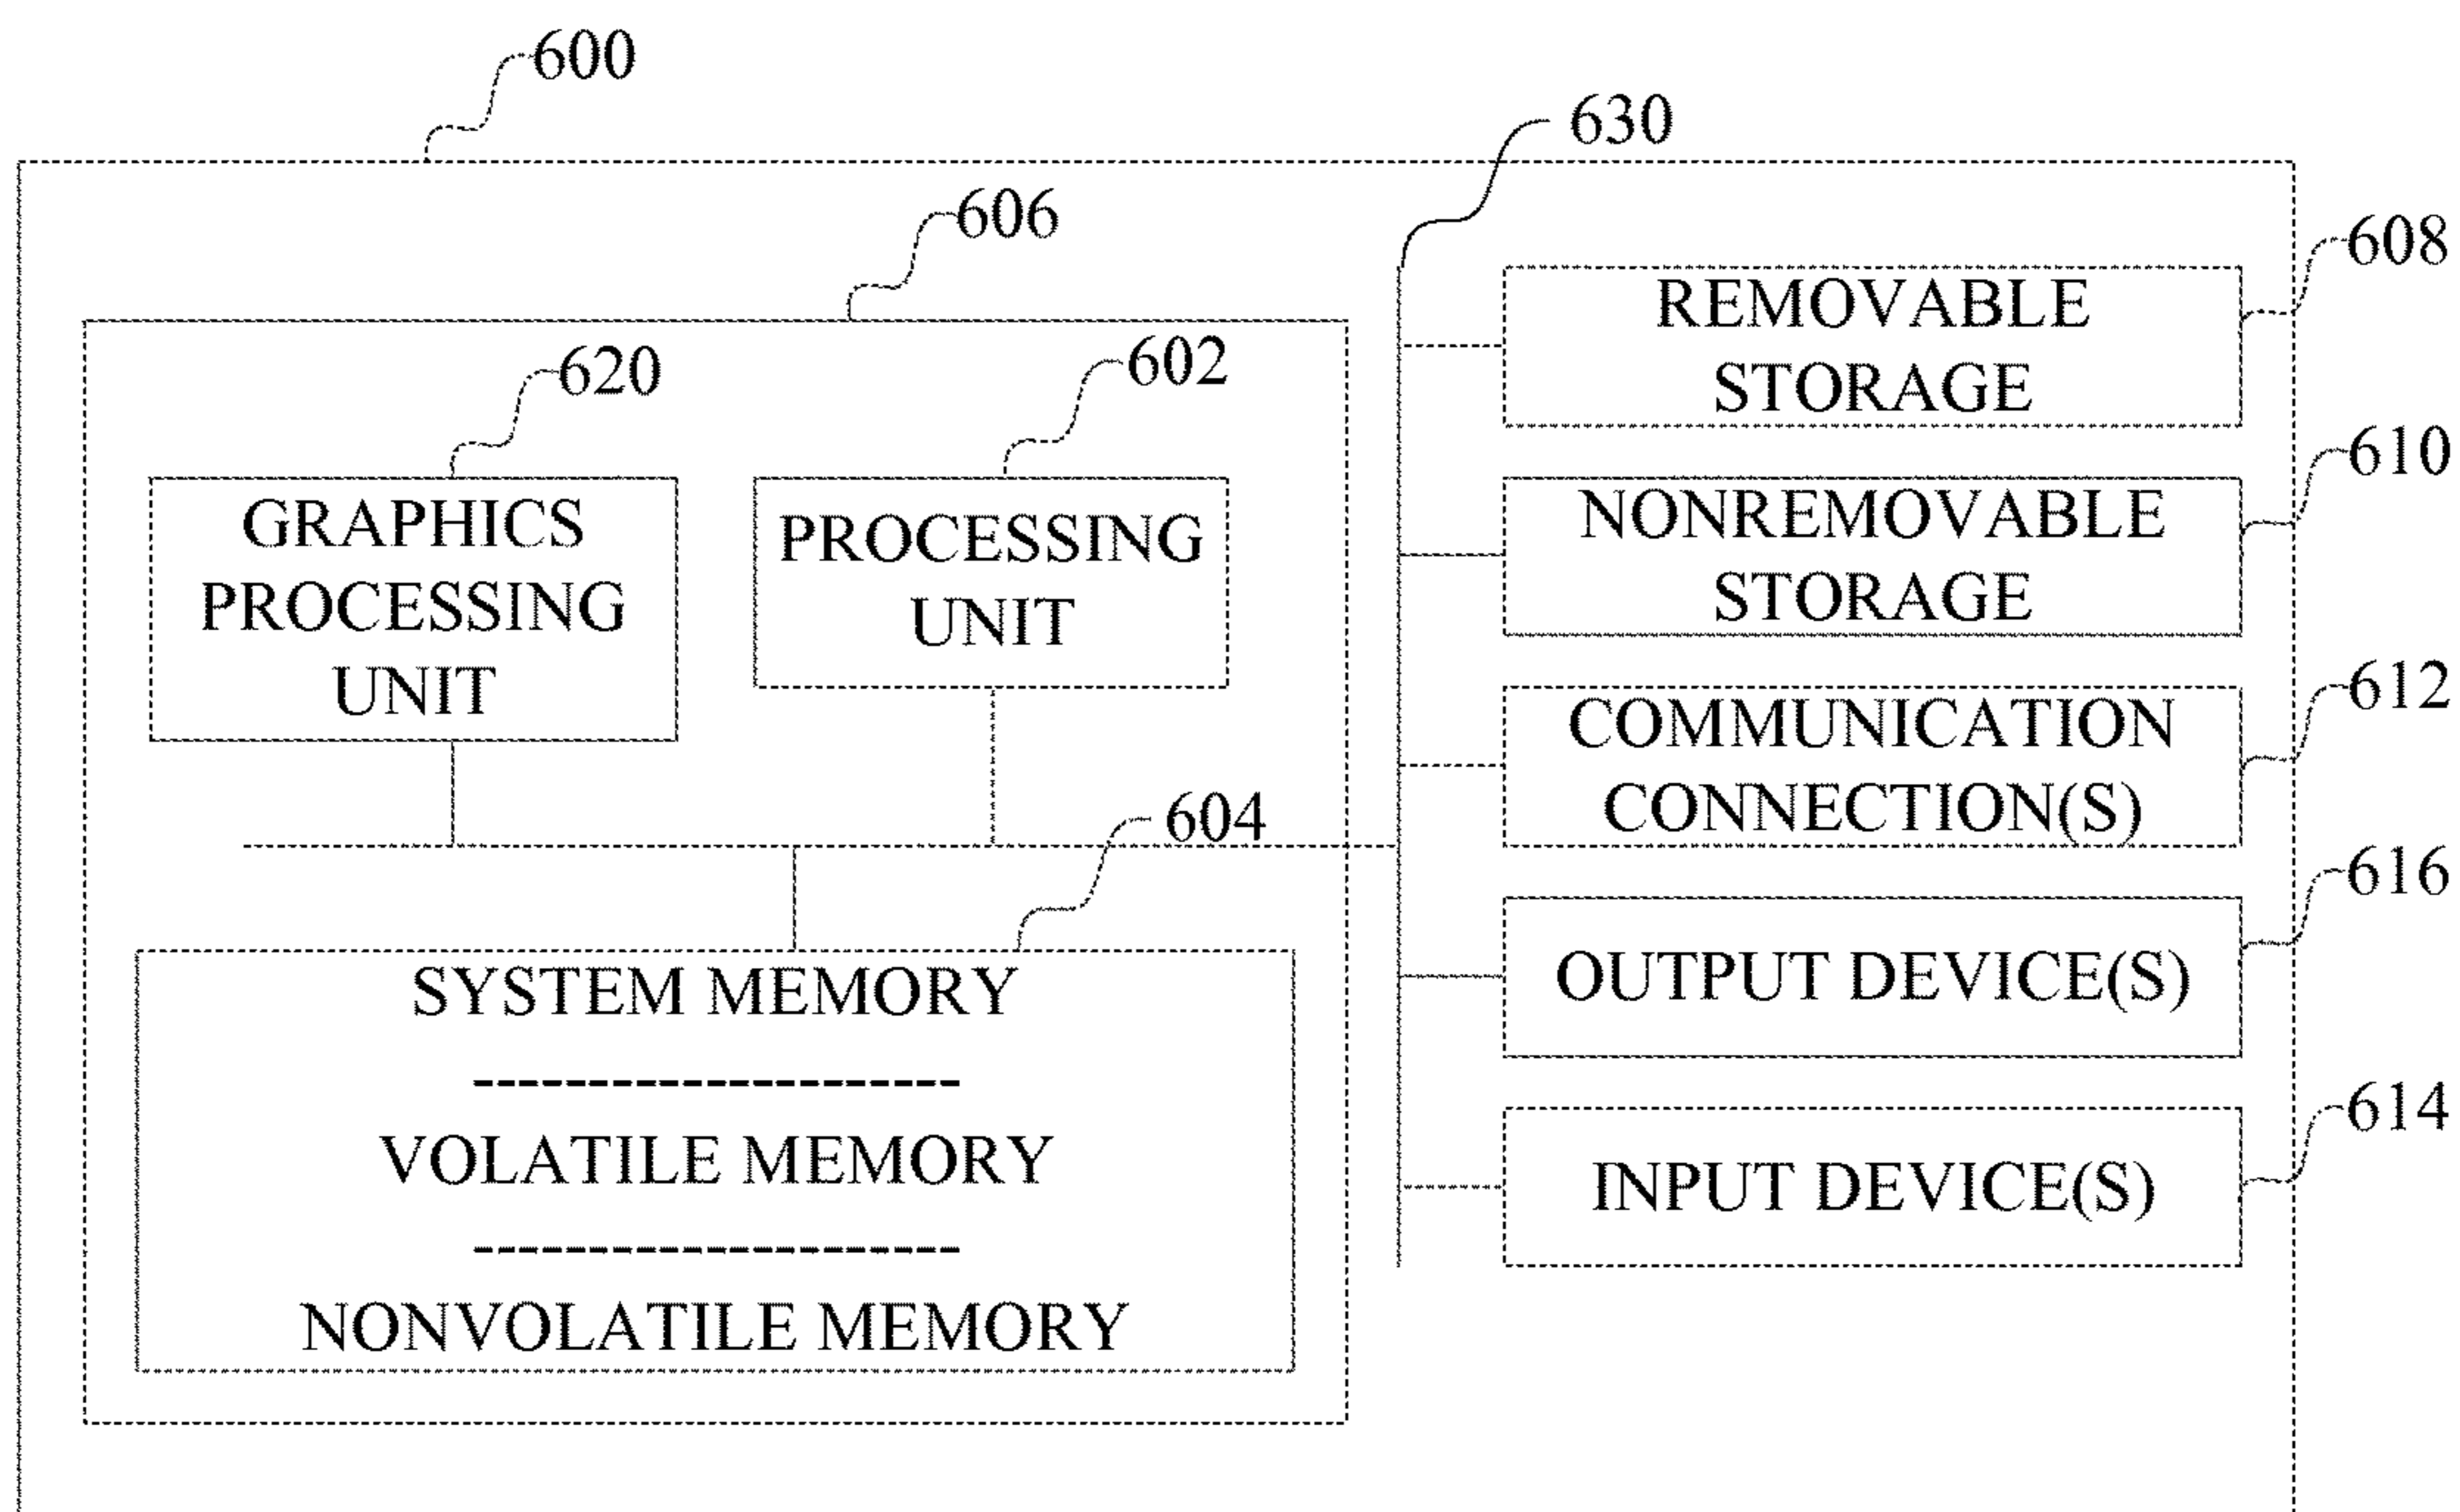 600
630
606
608
REMOVABLE
STORAGE
620
602
610
GRAPHICS
PROCESSING
UNIT
PROCESSING
UNIT
NONREMOVABLE
STORAGE
612
COMMUNICATION
CONNECTION(S)
604
616
SYSTEM MEMORY
--------------------
VOLATILE MEMORY
--------------------
NONVOLATILE MEMORY
OUTPUT DEVICE(S)
614
INPUT DEVICE(S)